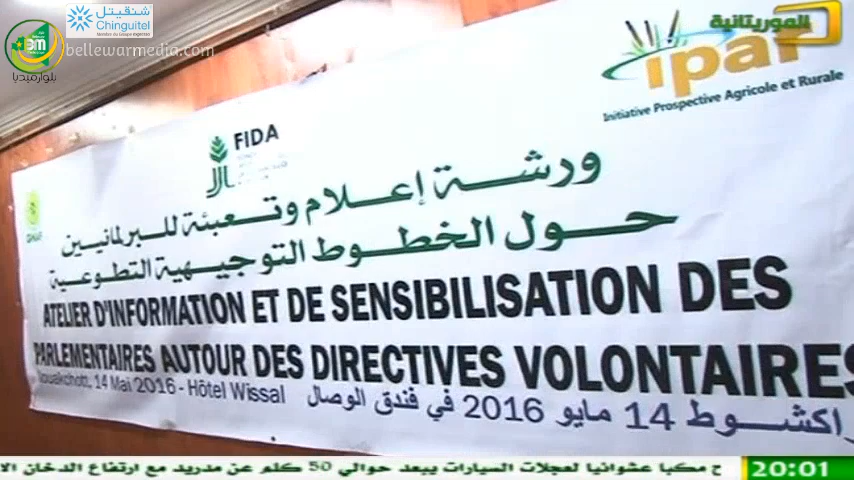 شنقيتل
Chinguitel
bellewarmedia.com
بلوارميديا
الموريتانية
ipar
Initiative Prospective Agricole et Rurale
FIDA
ورشة إعلام وتعبئة للبرلمانيين
حول الخطوط التوجيهية التطوعية
ATELIER D'INFORMATION ET DE SENSIBILISATION DES
PARLEMENTAIRES AUTOUR DES DIRECTIVES VOLONTAIRES
Nouakchott, 14 Mai 2016 - Hôtel Wissal
اكشوط 14 مايو 2016 في فندق الوصال
ح مكبا عشوائيا لعجلات السيارات يبعد حوالي 50 كلم عن مدريد مع ارتفاع الدخان الا
20:01